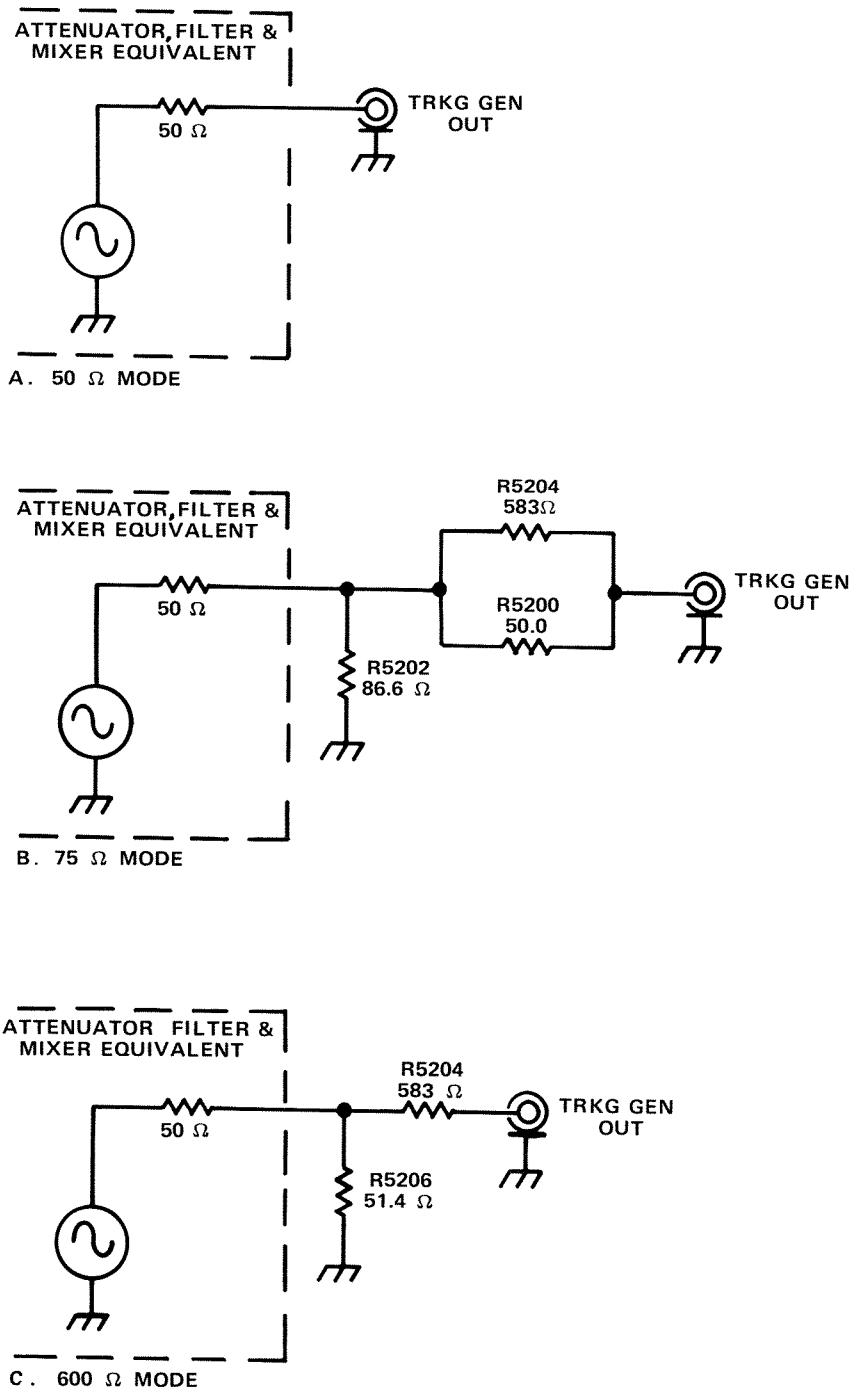 ATTENUATOR, FILTER &
MIXER EQUIVALENT
50 Ω
TRKG GEN
OUT
A. 50 Ω MODE
ATTENUATOR, FILTER &
MIXER EQUIVALENT
50 Ω
R5202
86.6 Ω
R5204
583Ω
R5200
50.0
TRKG GEN
OUT
B. 75 Ω MODE
ATTENUATOR FILTER &
MIXER EQUIVALENT
50 Ω
R5204
583 Ω
R5206
51.4 Ω
TRKG GEN
OUT
C. 600 Ω MODE